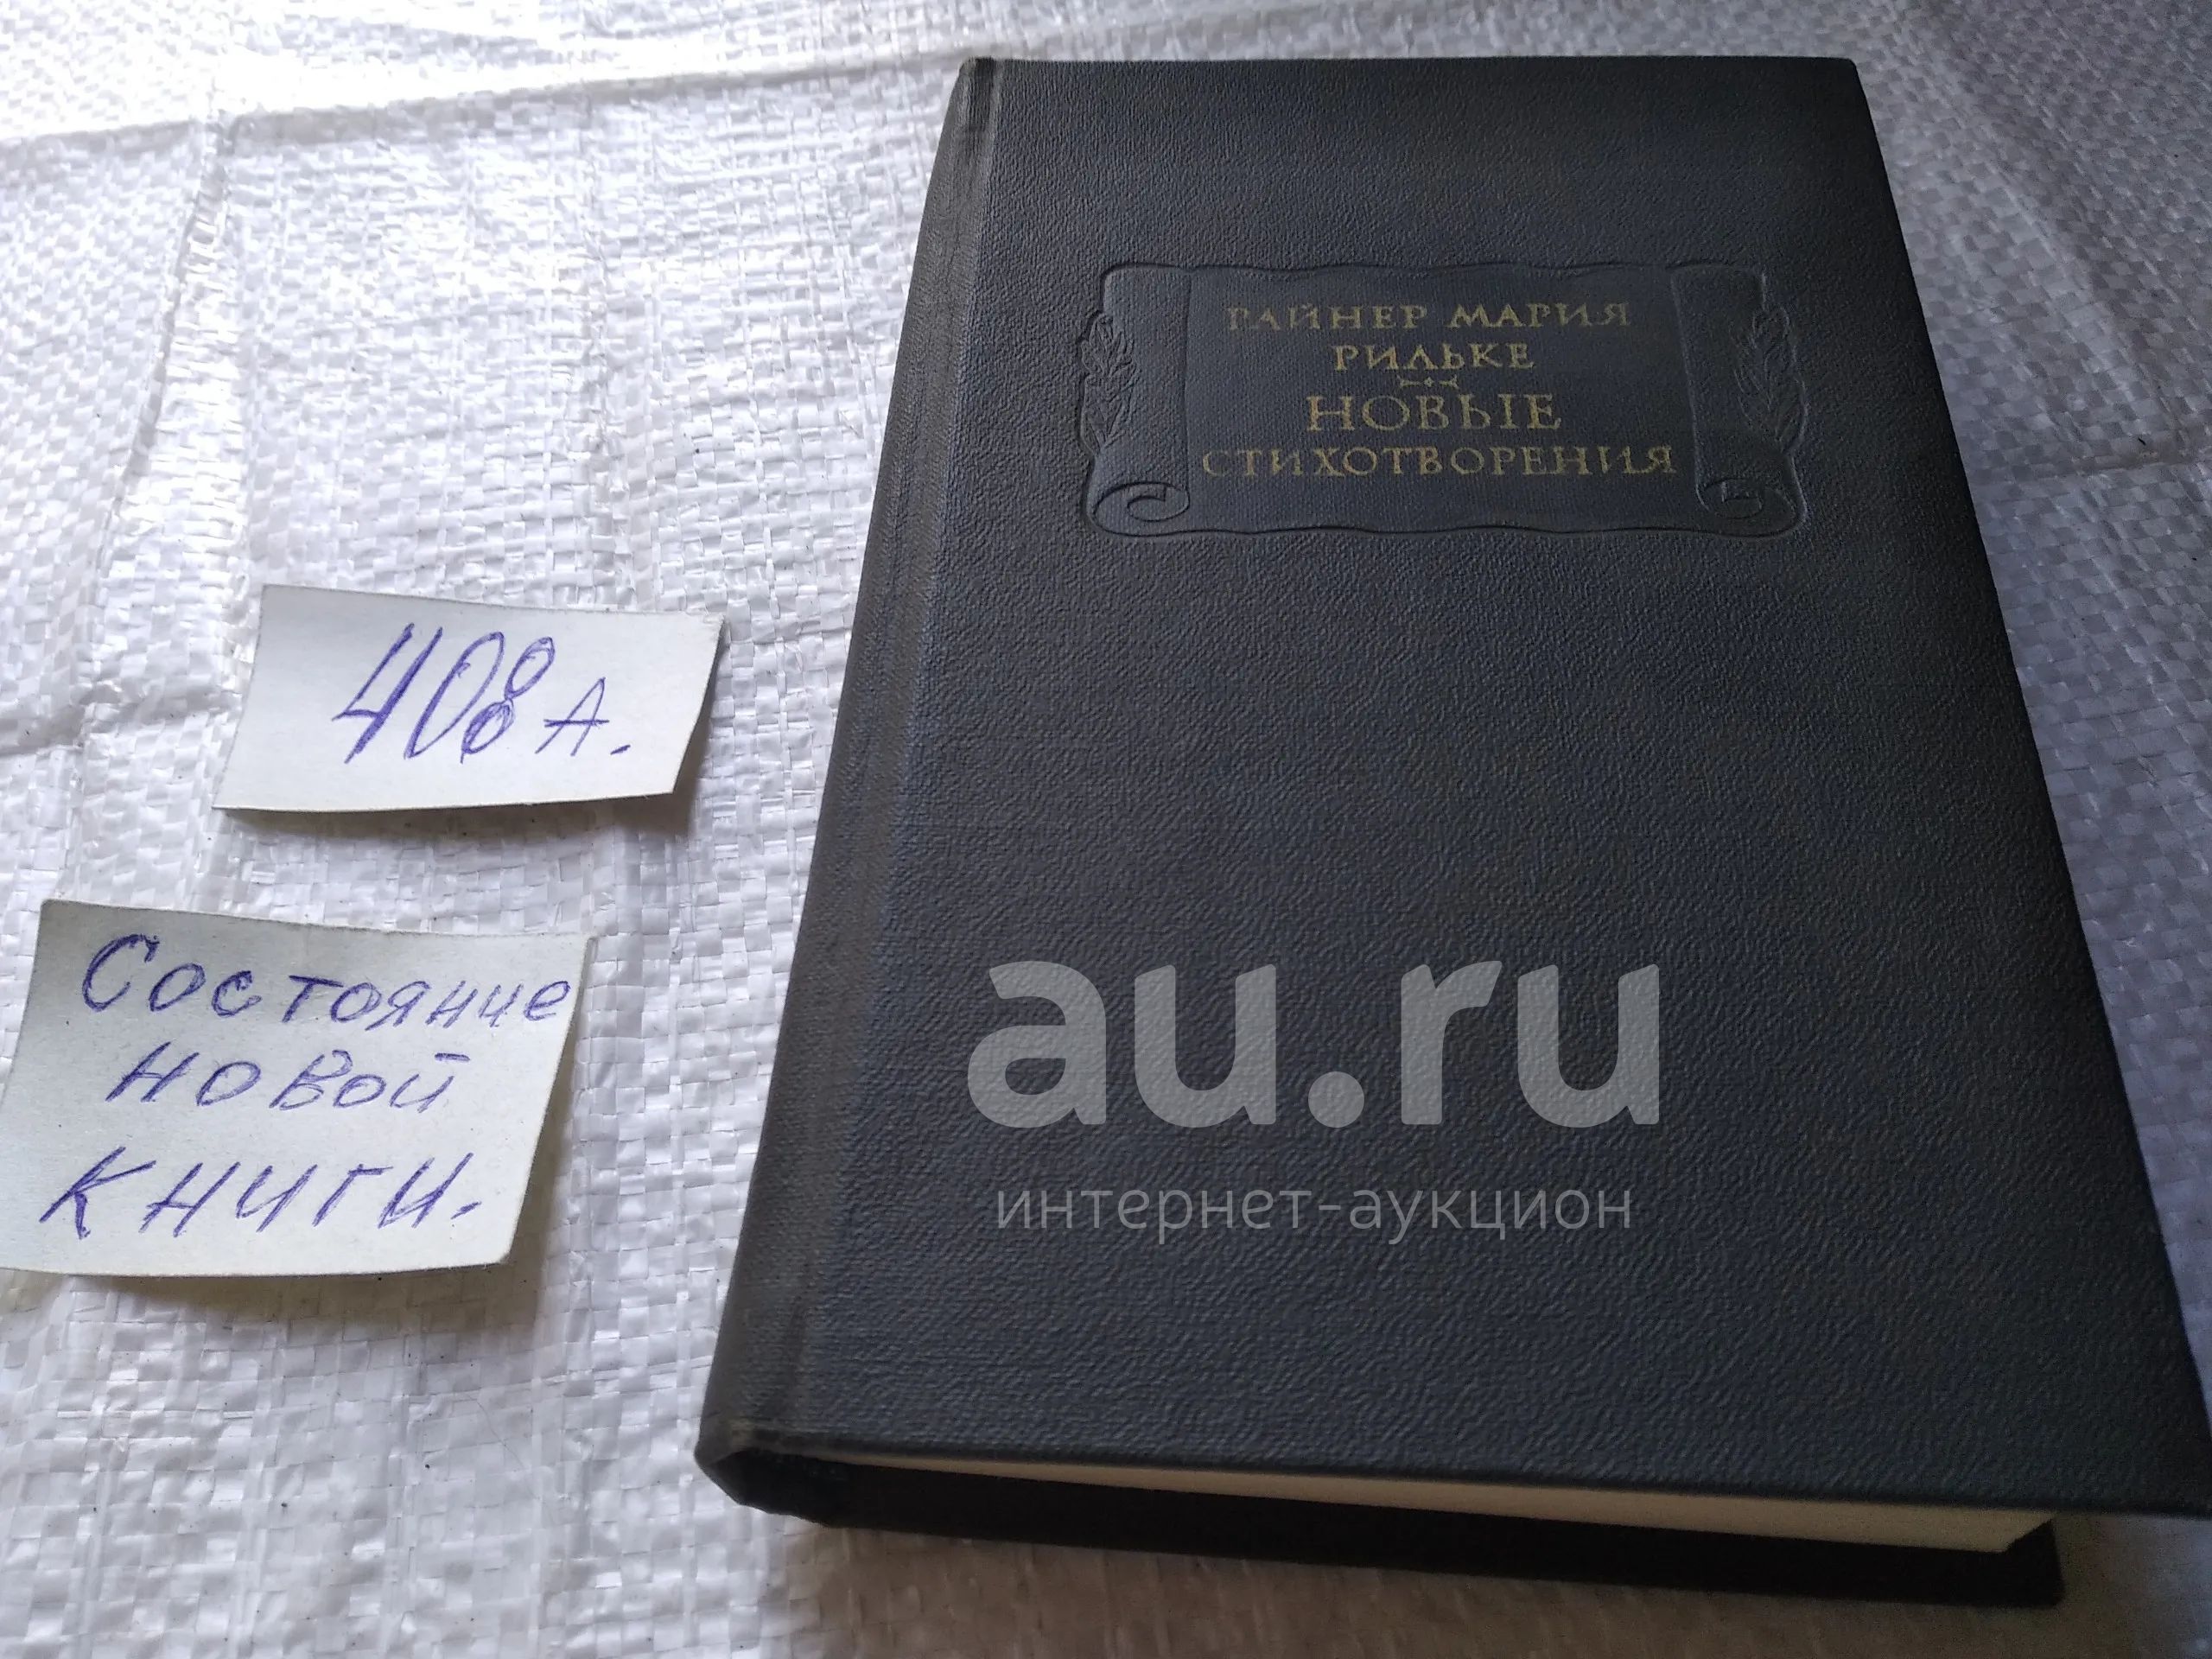 РАЙНЕР МАРИЯ
РИЛЬКЕ
НОВЫЕ
СТИХОТВОРЕНИЯ
408 А.
Состояние
новой
книги.
au.ru
интернет-аукцион